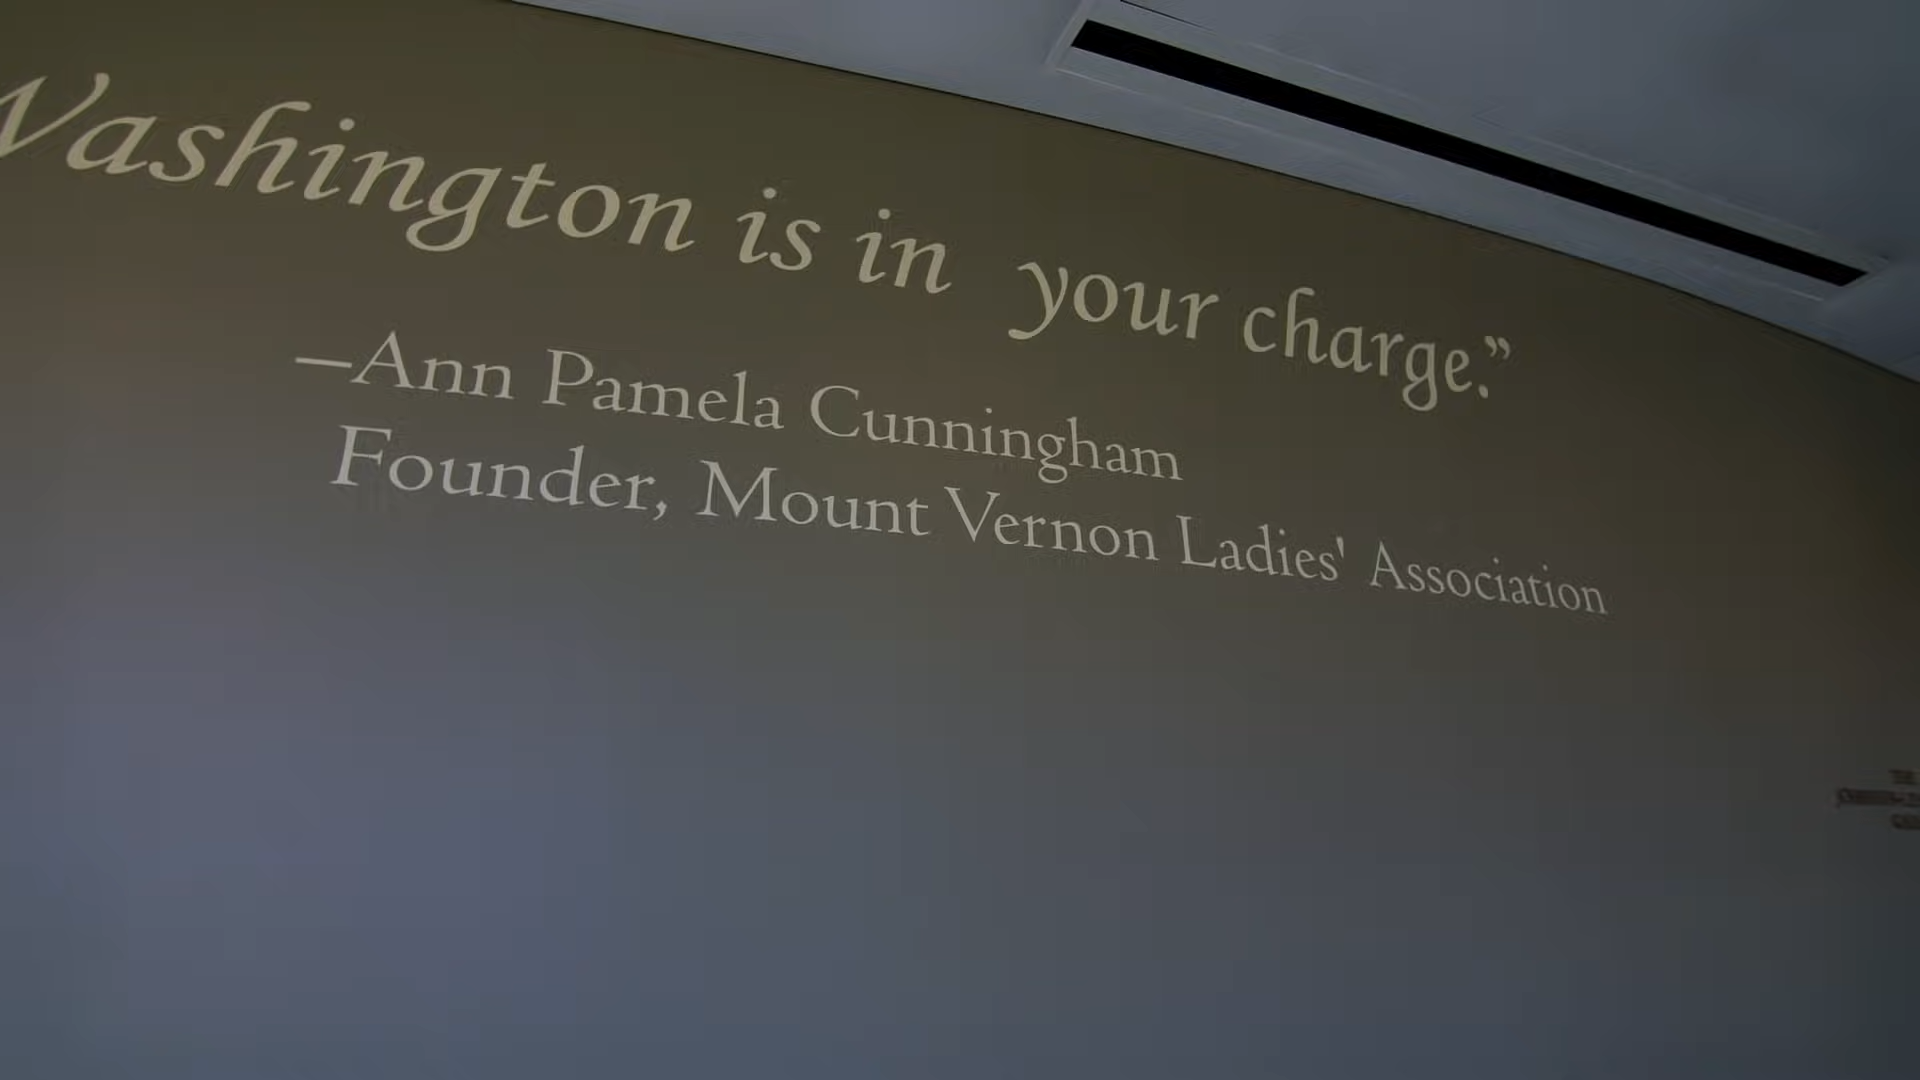 Washington is in your charge.”
—Ann Pamela Cunningham
Founder, Mount Vernon Ladies' Association